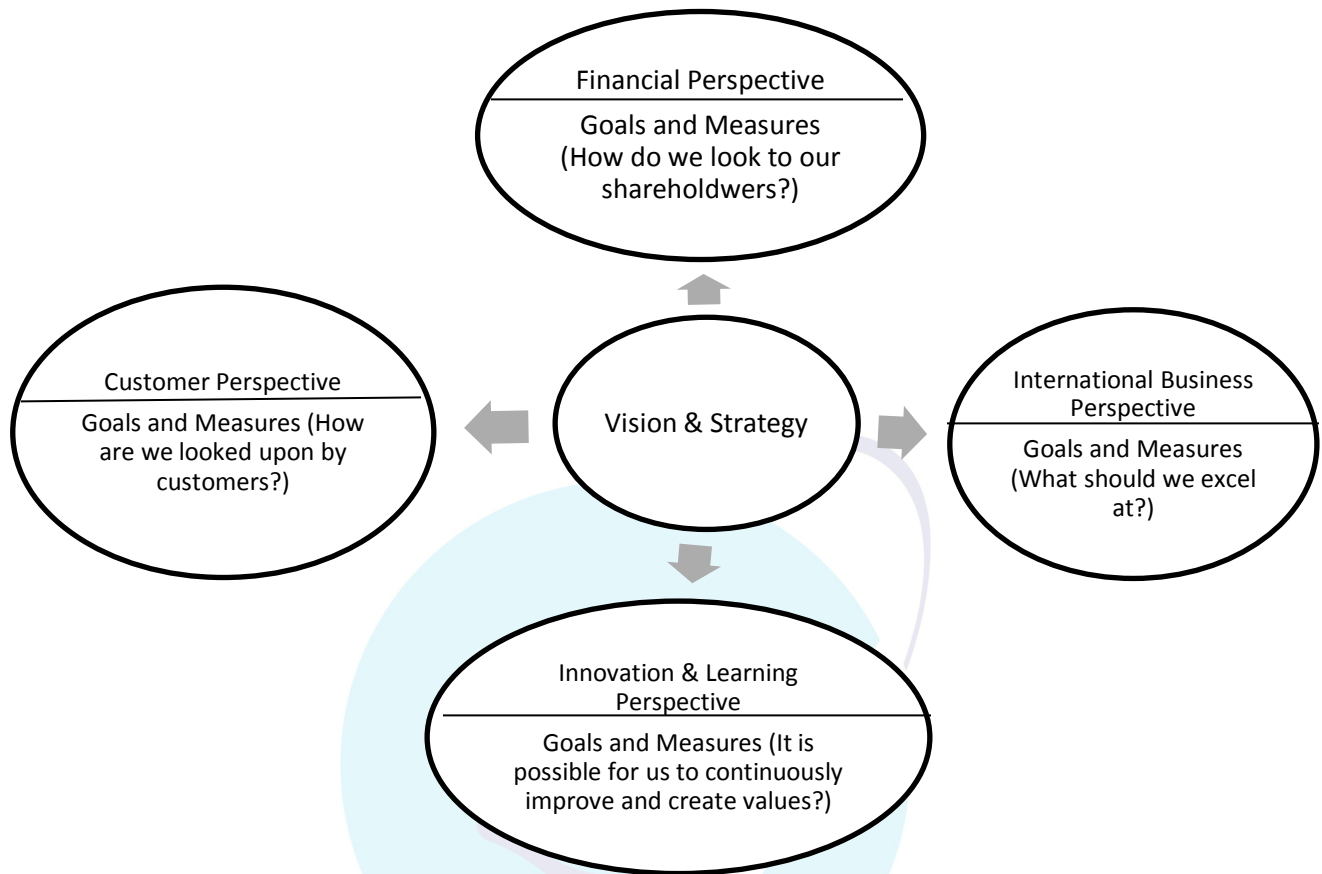 Financial Perspective
Goals and Measures
(How do we look to our
shareholdwers?)
Customer Perspective
Goals and Measures (How
are we looked upon by
customers?)
Vision & Strategy
International Business
Perspective
Goals and Measures
(What should we excel
at?)
Innovation & Learning
Perspective
Goals and Measures (It is
possible for us to continuously
improve and create values?)